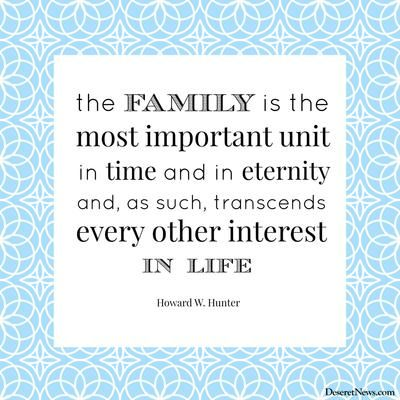 the FAMILY is the
most important unit
in time and in eternity
and, as such, transcends
every other interest
IN LIFE
Howard W. Hunter
DeseretNews.com